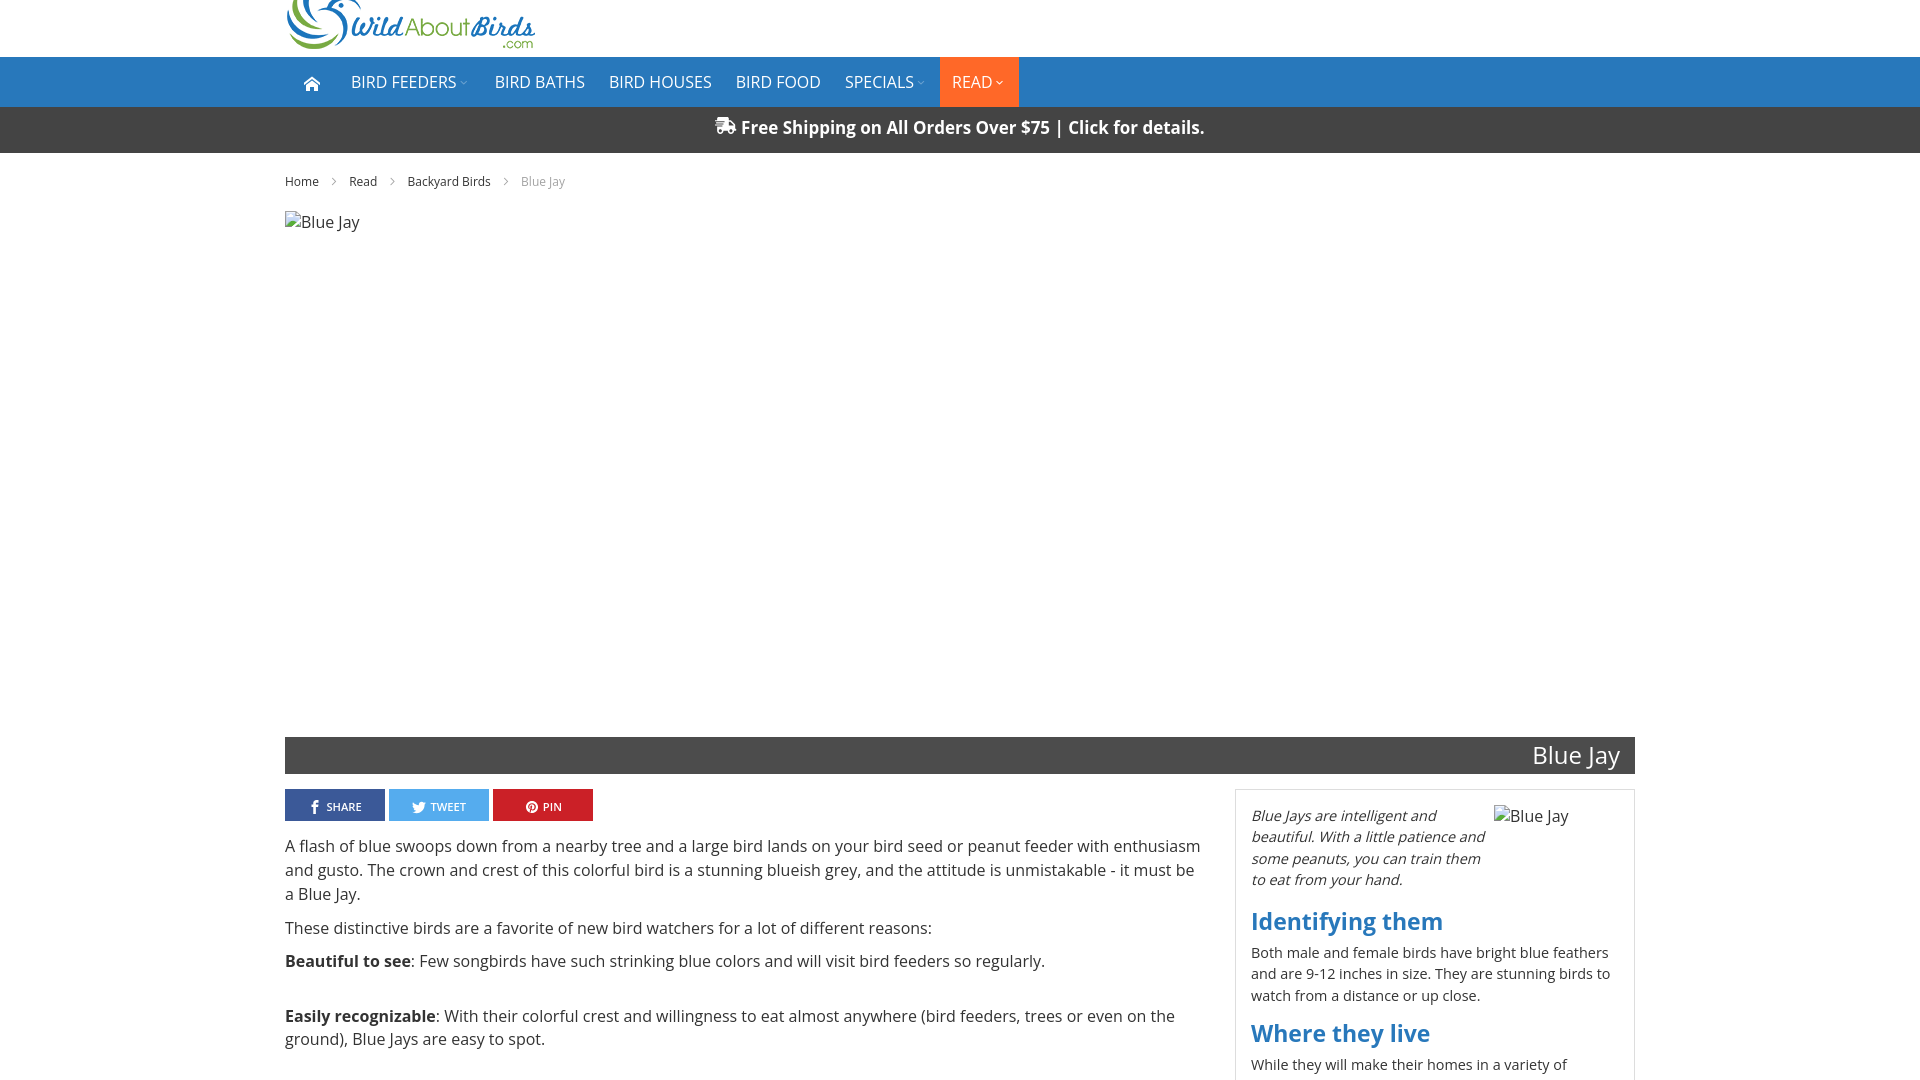 WildAboutBirds
.com
BIRD FEEDERS BIRD BATHS BIRD HOUSES BIRD FOOD SPECIALS READ
Free Shipping on All Orders Over $75 | Click for details.
Home Read Backyard Birds Blue Jay
Blue Jay
Blue Jay
SHARE TWEET PIN
A flash of blue swoops down from a nearby tree and a large bird lands on your bird seed or peanut feeder with enthusiasm
and gusto. The crown and crest of this colorful bird is a stunning blueish grey, and the attitude is unmistakable - it must be
a Blue Jay.
These distinctive birds are a favorite of new bird watchers for a lot of different reasons:
Beautiful to see: Few songbirds have such strinking blue colors and will visit bird feeders so regularly.
Easily recognizable: With their colorful crest and willingness to eat almost anywhere (bird feeders, trees or even on the
ground), Blue Jays are easy to spot.
Blue Jays are intelligent and
beautiful. With a little patience and
some peanuts, you can train them
to eat from your hand.
Blue Jay
Identifying them
Both male and female birds have bright blue feathers
and are 9-12 inches in size. They are stunning birds to
watch from a distance or up close.
Where they live
While they will make their homes in a variety of